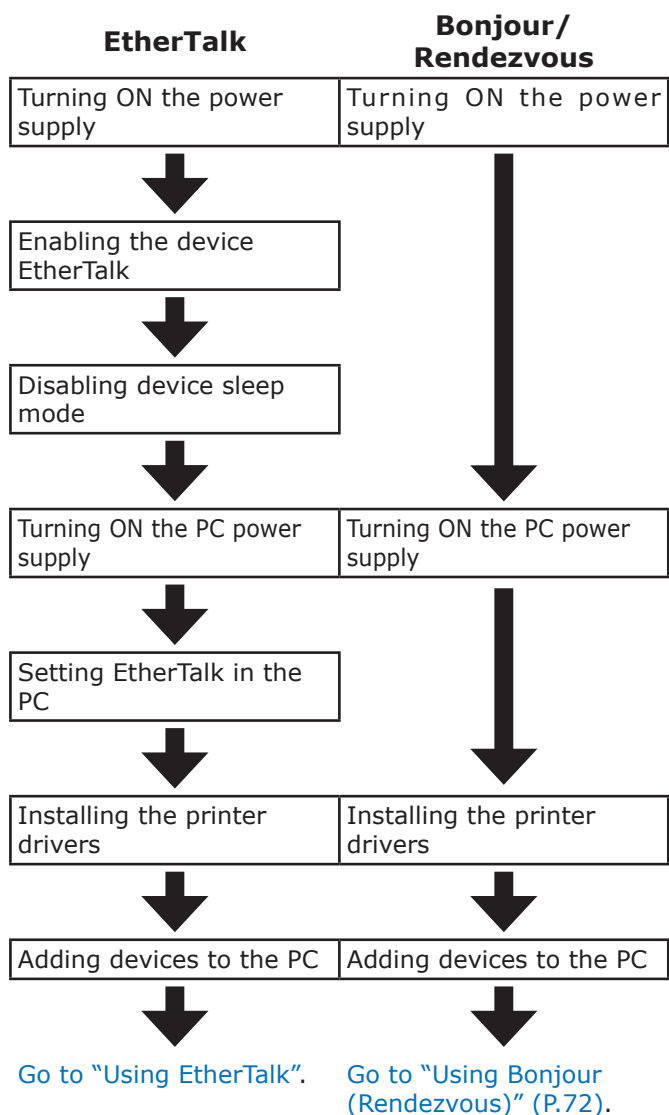 EtherTalk
Bonjour/
Rendezvous
Turning ON the power
supply
Turning ON the power
supply
Enabling the device
EtherTalk
Disabling device sleep
mode
Turning ON the PC power
supply
Turning ON the PC power
supply
Setting EtherTalk in the
PC
Installing the printer
drivers
Installing the printer
drivers
Adding devices to the PC
Adding devices to the PC
Go to “Using EtherTalk”.
Go to “Using Bonjour
(Rendezvous)” (P.72).